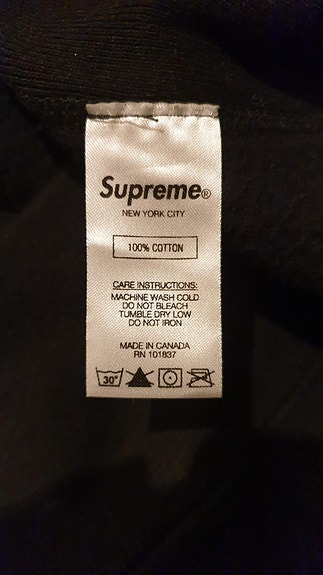 Supreme®
NEW YORK CITY
100% COTTON
CARE INSTRUCTIONS:
MACHINE WASH COLD
DO NOT BLEACH
TUMBLE DRY LOW
DO NOT IRON
MADE IN CANADA
RN 101837
30°